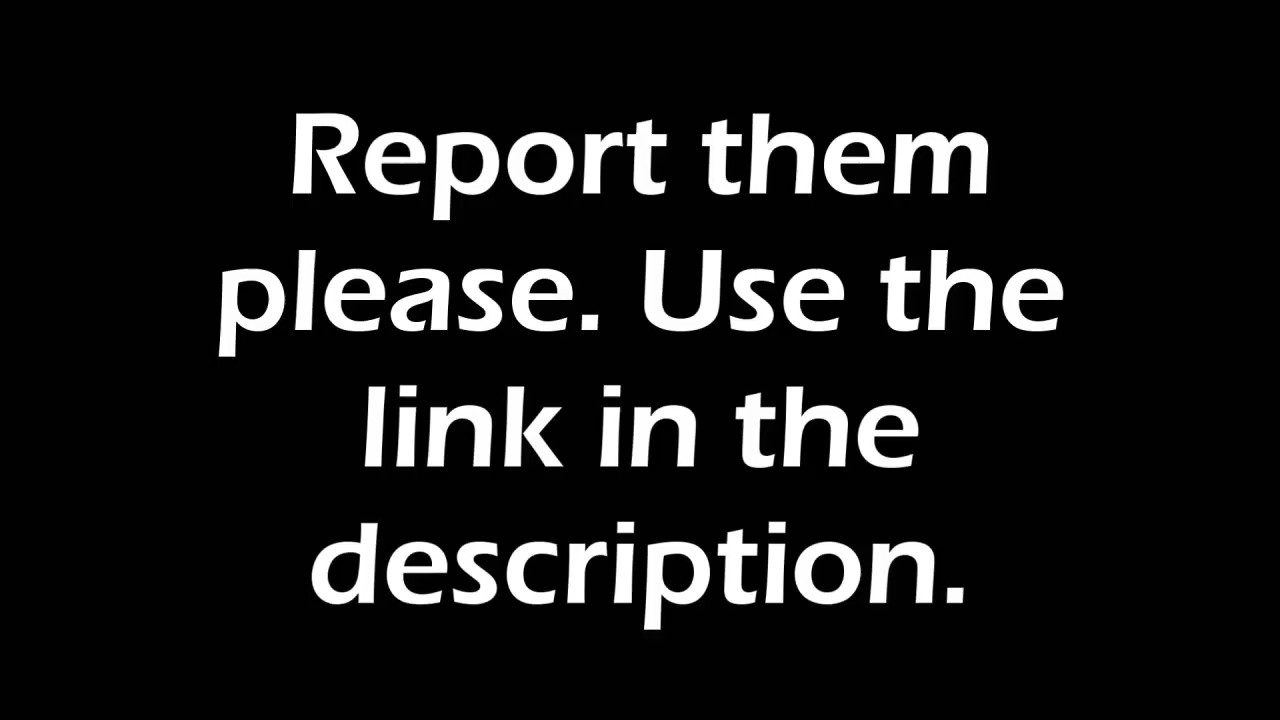 Report them
please. Use the
link in the
description.